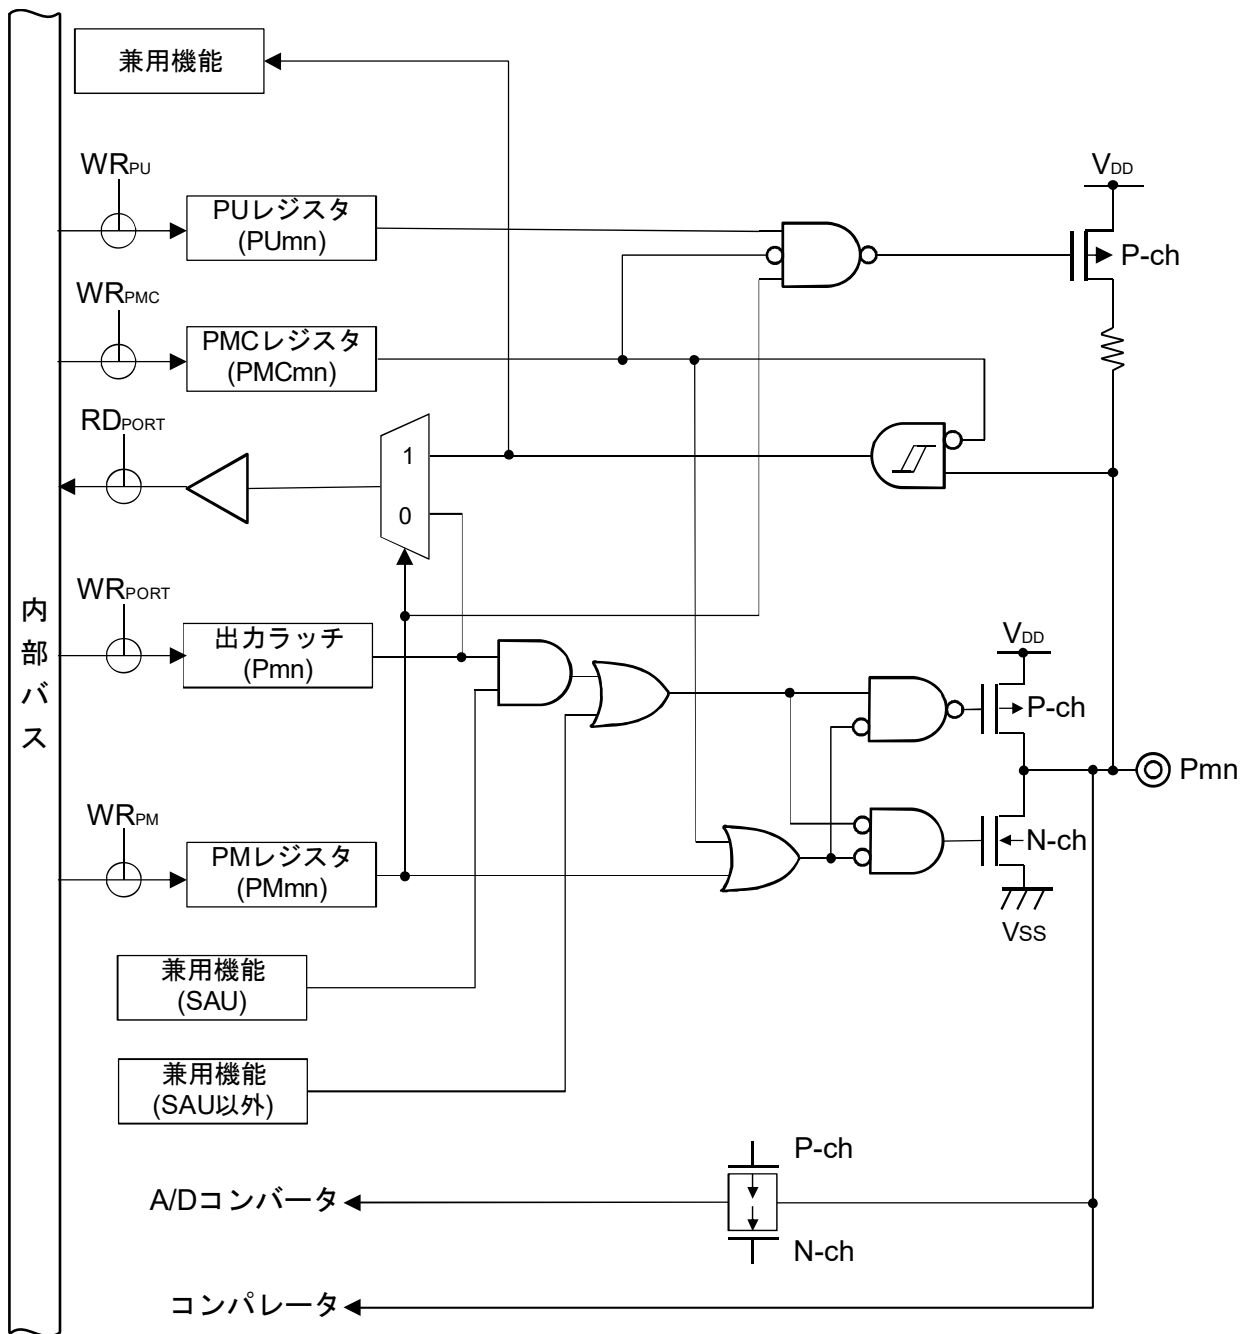 兼用機能
WRPU
PUレジスタ
(PUmn)
VDD
P-ch
WRPMC
PMCレジスタ
(PMCmn)
RDPORT
1
0
WRPORT
出力ラッチ
(Pmn)
内部バス
VDD
P-ch
Pmn
WRPM
PMレジスタ
(PMmn)
N-ch
VSS
兼用機能
(SAU)
兼用機能
(SAU以外)
P-ch
A/Dコンバータ
N-ch
コンパレータ